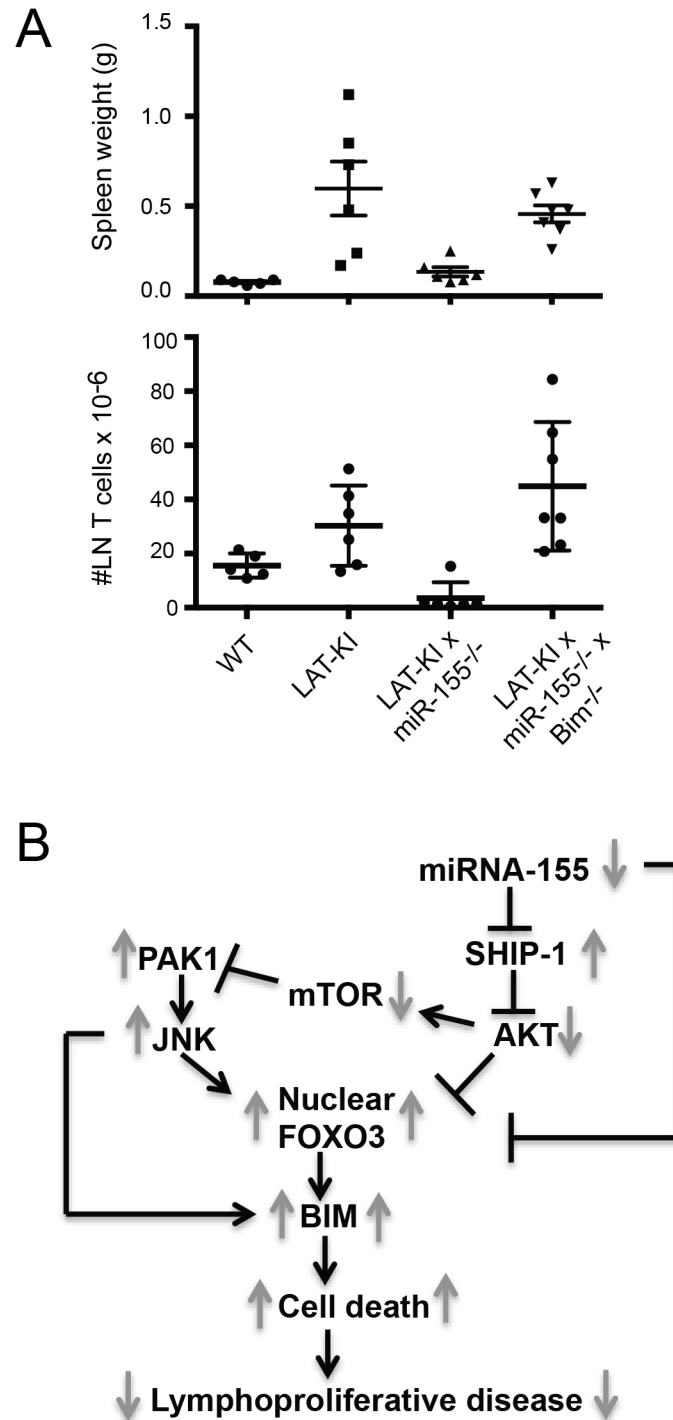 A
Spleen weight (g)
1.5
1.0
0.5
0.0
#LN T cells x 10-6
100
80
60
40
20
0
WT
LAT-KI
LAT-KI x
miR-155-/-
LAT-KI x
miR-155-/- x
Bim-/-
B
miRNA-155
SHIP-1
PAK1
mTOR
AKT
JNK
Nuclear
FOXO3
BIM
Cell death
Lymphoproliferative disease